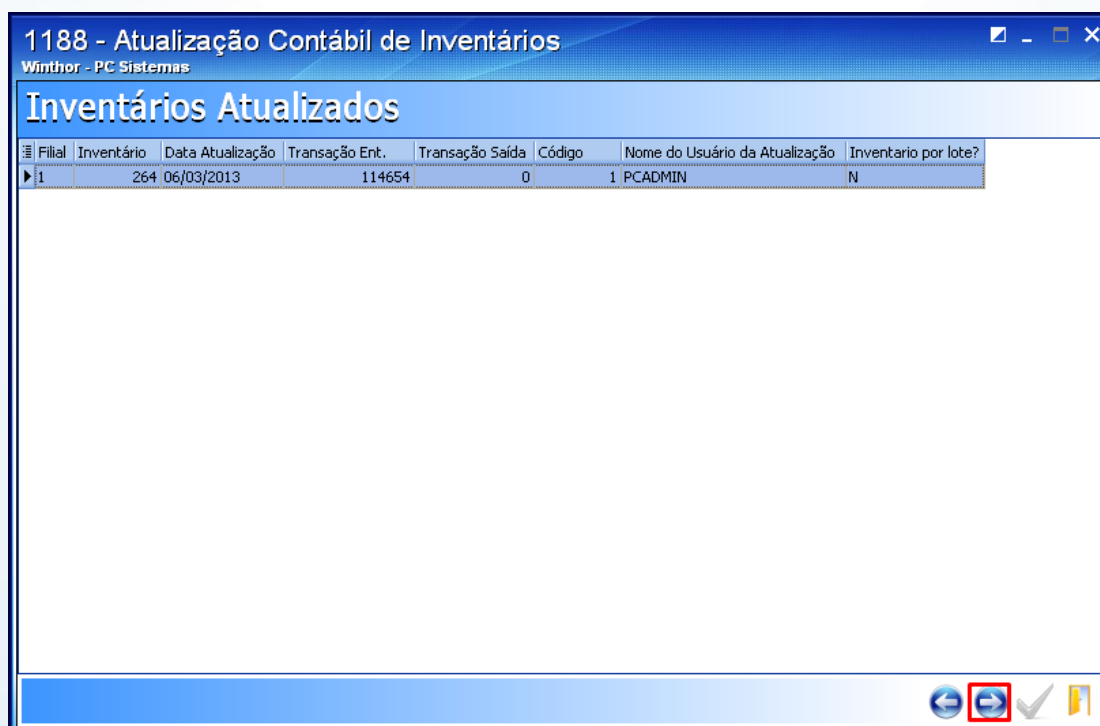 1188 - Atualização Contábil de Inventários
Winthor - PC Sistemas
Inventários Atualizados
Filial Inventário Data Atualização Transação Ent. Transação Saída Código Nome do Usuário da Atualização Inventario por lote?
1 264 06/03/2013 114654 0 1 PCADMIN N